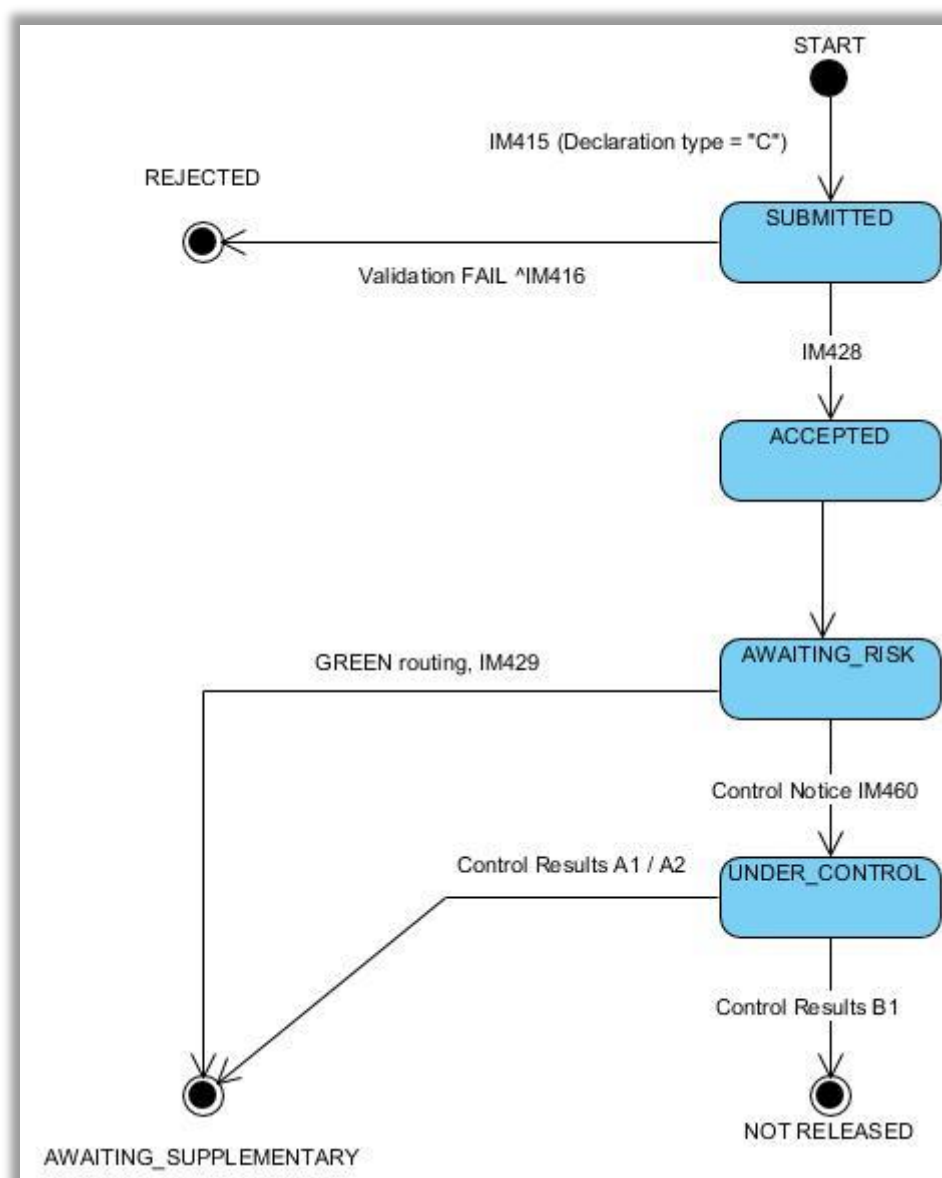 START
IM415 (Declaration type = "C")
REJECTED
SUBMITTED
Validation FAIL ^IM416
IM428
ACCEPTED
AWAITING_RISK
GREEN routing, IM429
Control Notice IM460
Control Results A1 / A2
UNDER_CONTROL
Control Results B1
NOT RELEASED
AWAITING_SUPPLEMENTARY